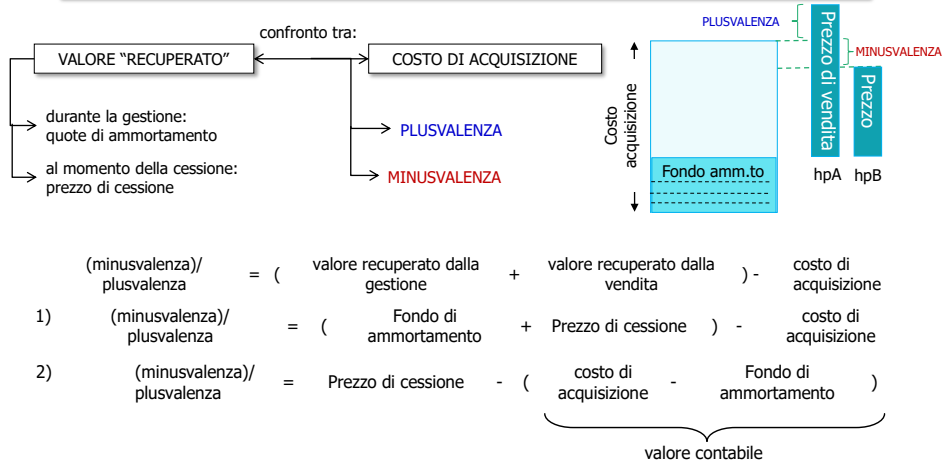 confronto tra:
VALORE “RECUPERATO”
COSTO DI ACQUISIZIONE
durante la gestione:
quote di ammortamento
al momento della cessione:
prezzo di cessione
PLUSVALENZA
MINUSVALENZA
PLUSVALENZA
MINUSVALENZA
Costo
acquisizione
Fondo amm.to
Prezzo di vendita
Prezzo
hpA
hpB
(minusvalenza)/
plusvalenza
= (
valore recuperato dalla
gestione
+
valore recuperato dalla
vendita
) -
costo di
acquisizione
1)
(minusvalenza)/
plusvalenza
= (
Fondo di
ammortamento
+ Prezzo di cessione ) -
costo di
acquisizione
2)
(minusvalenza)/
plusvalenza
= Prezzo di cessione - (
costo di
acquisizione
-
Fondo di
ammortamento
)
valore contabile